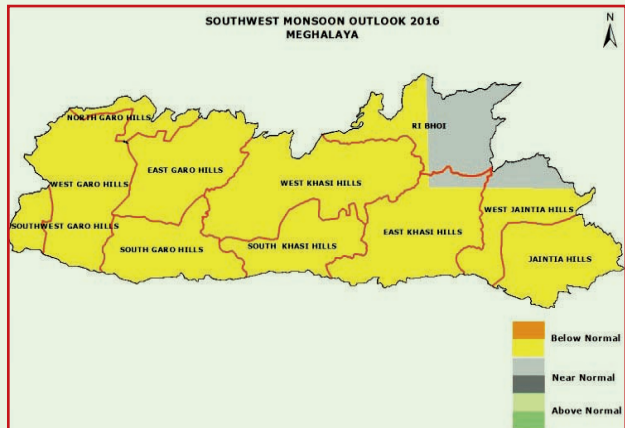 SOUTHWEST MONSOON OUTLOOK 2016
MEGHALAYA
N
NORTH GARO HILLS
RI BHOI
EAST GARO HILLS
WEST GARO HILLS
WEST KHASI HILLS
WEST JAINTIA HILLS
SOUTHWEST GARO HILLS
EAST KHASI HILLS
SOUTH GARO HILLS
SOUTH KHASI HILLS
JAINTIA HILLS
Below Normal
Near Normal
Above Normal